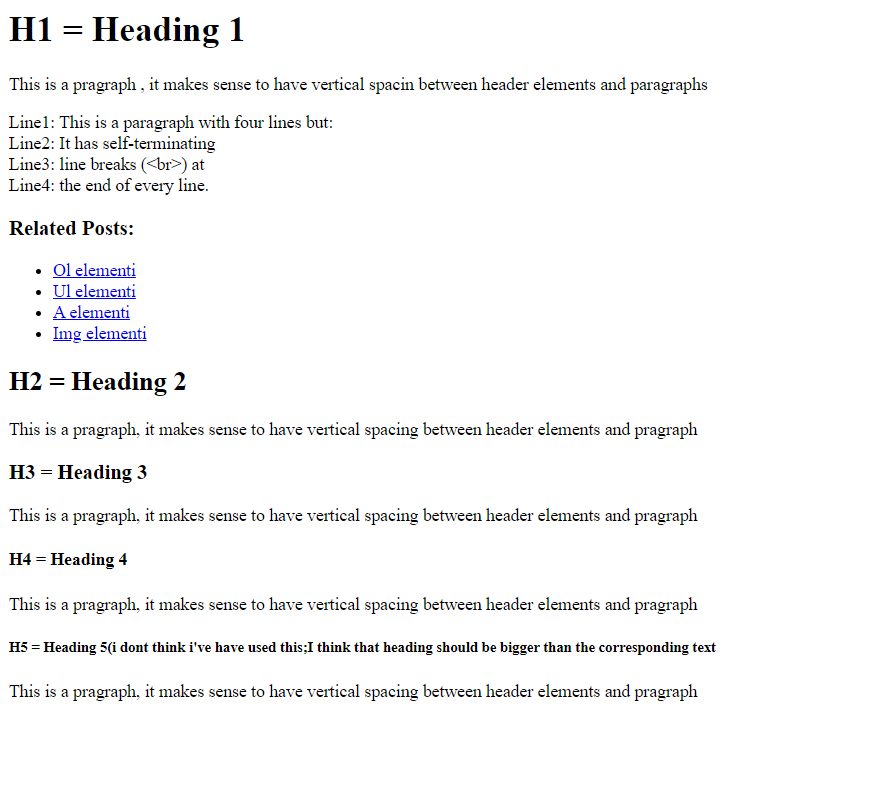 H1 = Heading 1
This is a pragraph , it makes sense to have vertical spacin between header elements and paragraphs
Line1: This is a paragraph with four lines but:
Line2: It has self-terminating
Line3: line breaks (<br>) at
Line4: the end of every line.
Related Posts:
• Ol elementi
• Ul elementi
• A elementi
• Img elementi
H2 = Heading 2
This is a pragraph, it makes sense to have vertical spacing between header elements and pragraph
H3 = Heading 3
This is a pragraph, it makes sense to have vertical spacing between header elements and pragraph
H4 = Heading 4
This is a pragraph, it makes sense to have vertical spacing between header elements and pragraph
H5 = Heading 5(i dont think i've have used this;I think that heading should be bigger than the corresponding text
This is a pragraph, it makes sense to have vertical spacing between header elements and pragraph